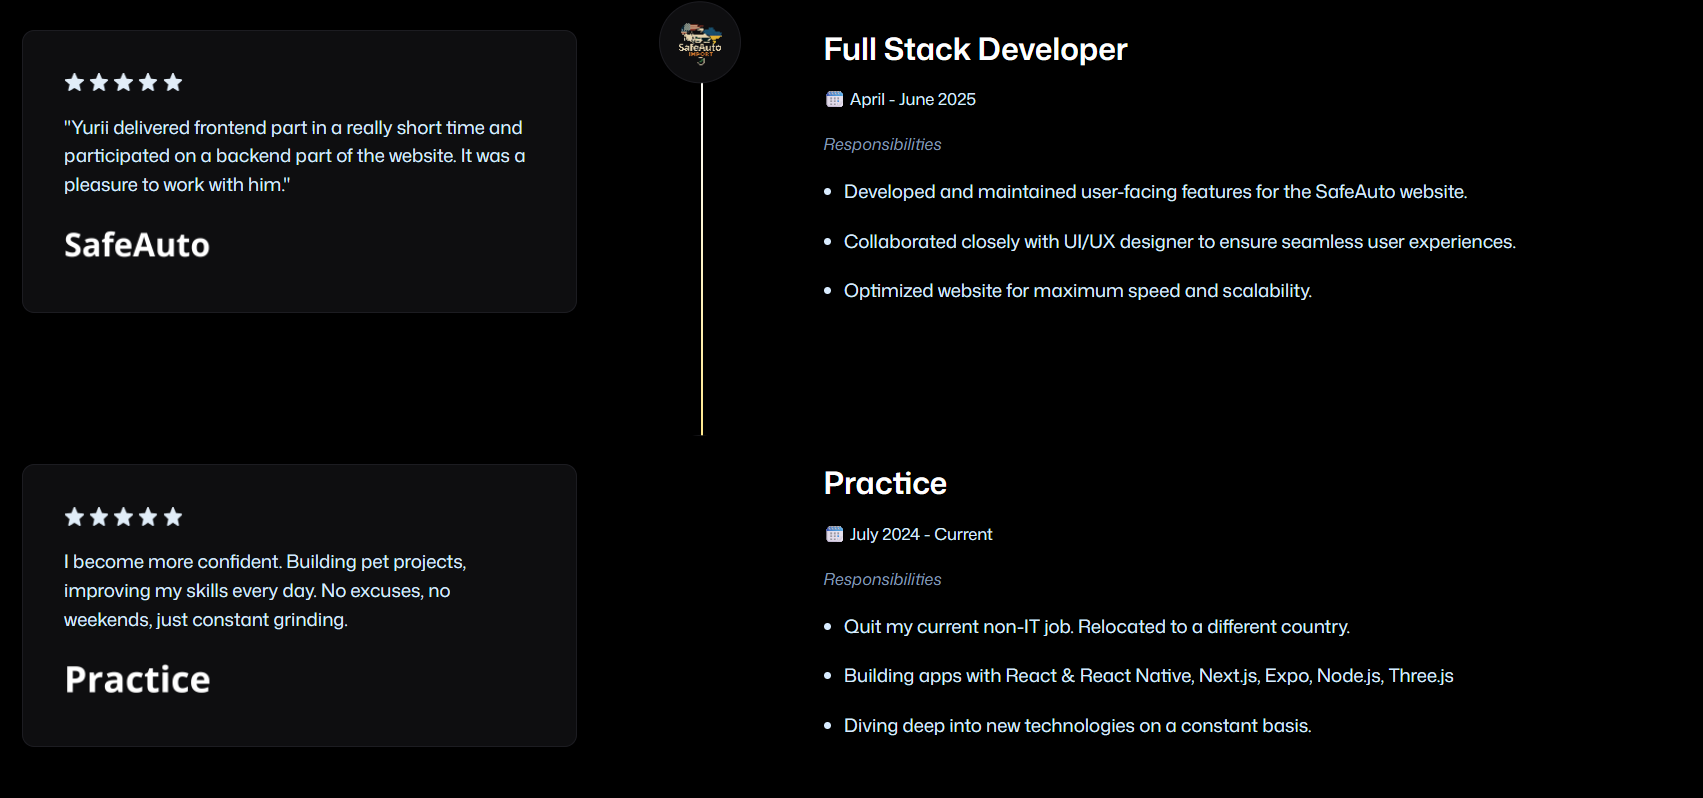 "Yurii delivered frontend part in a really short time and
participated on a backend part of the website. It was a
pleasure to work with him."
SafeAuto
SafeAuto
IMPORT
Full Stack Developer
April - June 2025
Responsibilities
Developed and maintained user-facing features for the SafeAuto website.
Collaborated closely with UI/UX designer to ensure seamless user experiences.
Optimized website for maximum speed and scalability.
I become more confident. Building pet projects,
improving my skills every day. No excuses, no
weekends, just constant grinding.
Practice
Practice
July 2024 - Current
Responsibilities
Quit my current non-IT job. Relocated to a different country.
Building apps with React & React Native, Next.js, Expo, Node.js, Three.js
Diving deep into new technologies on a constant basis.